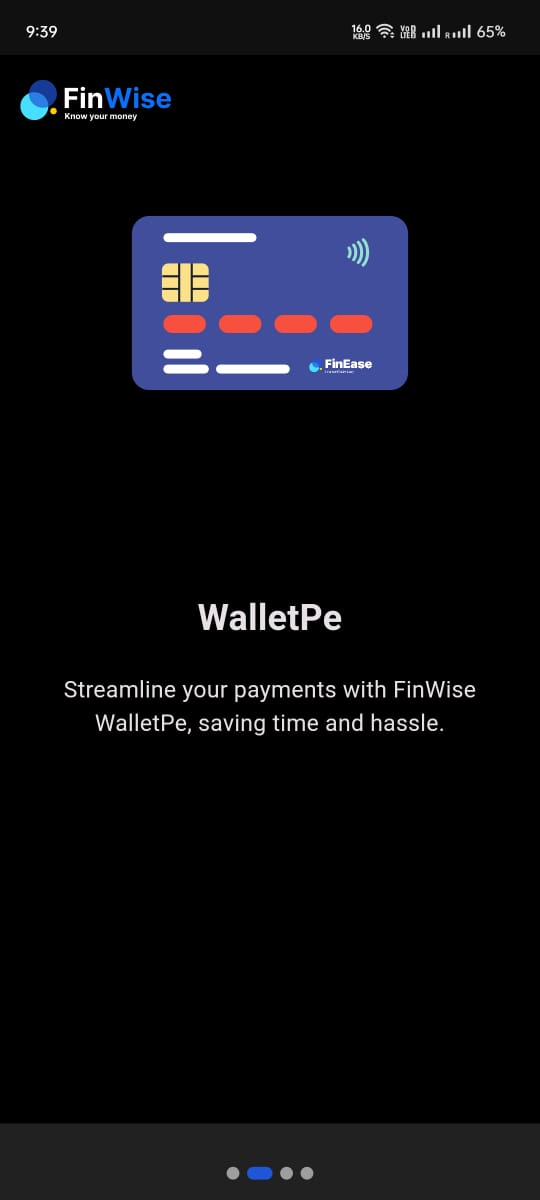 9:39
16.0
KB/S
Vo
LTE
R
65%
FinWise
Know your money
FinEase
WalletPe
Streamline your payments with FinWise
WalletPe, saving time and hassle.